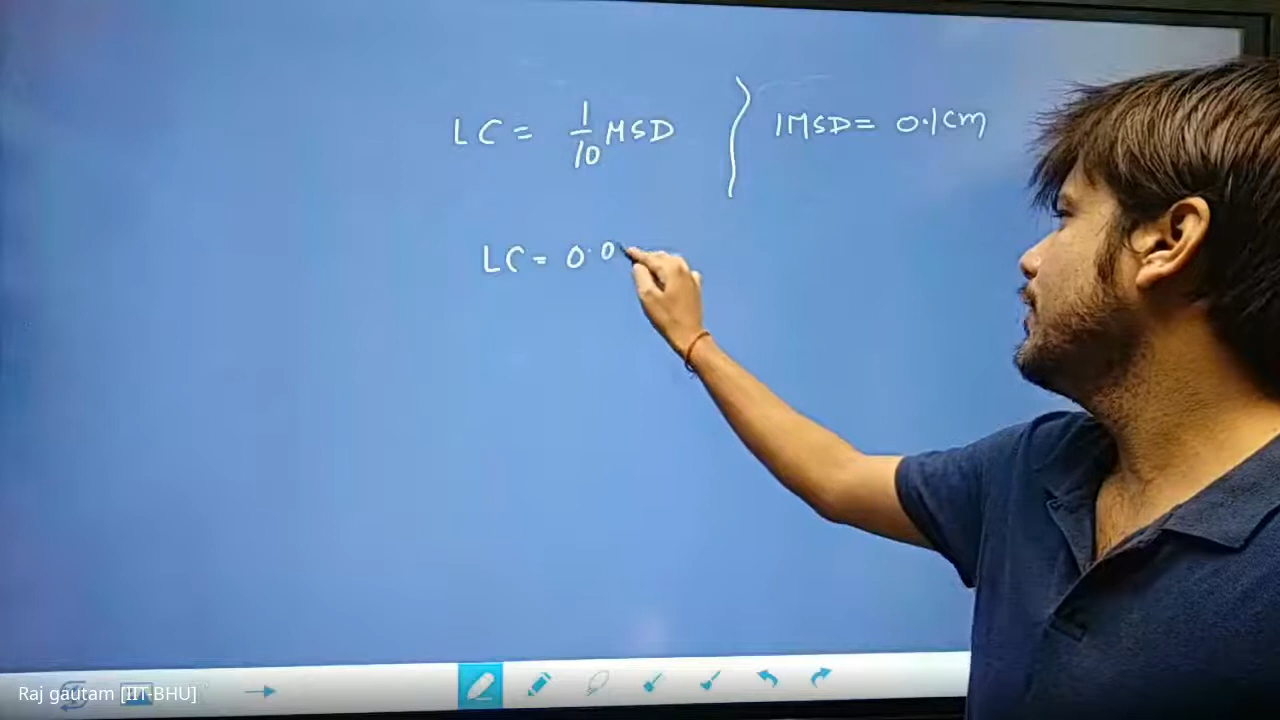 LC = 1/10 MSD } 1MSD = 0.1cm
LC = 0.0
Raj gautam [IIT-BHU]